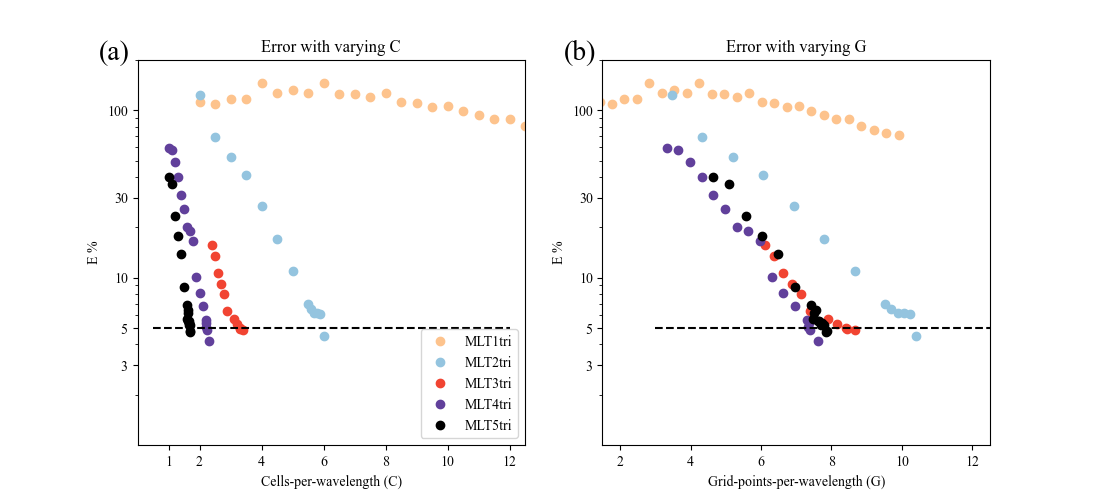 (a)
Error with varying C
E %
100
30
10
5
3
1
2
4
6
8
10
12
Cells-per-wavelength (C)
MLT1tri
MLT2tri
MLT3tri
MLT4tri
MLT5tri
(b)
Error with varying G
E %
100
30
10
5
3
2
4
6
8
10
12
Grid-points-per-wavelength (G)